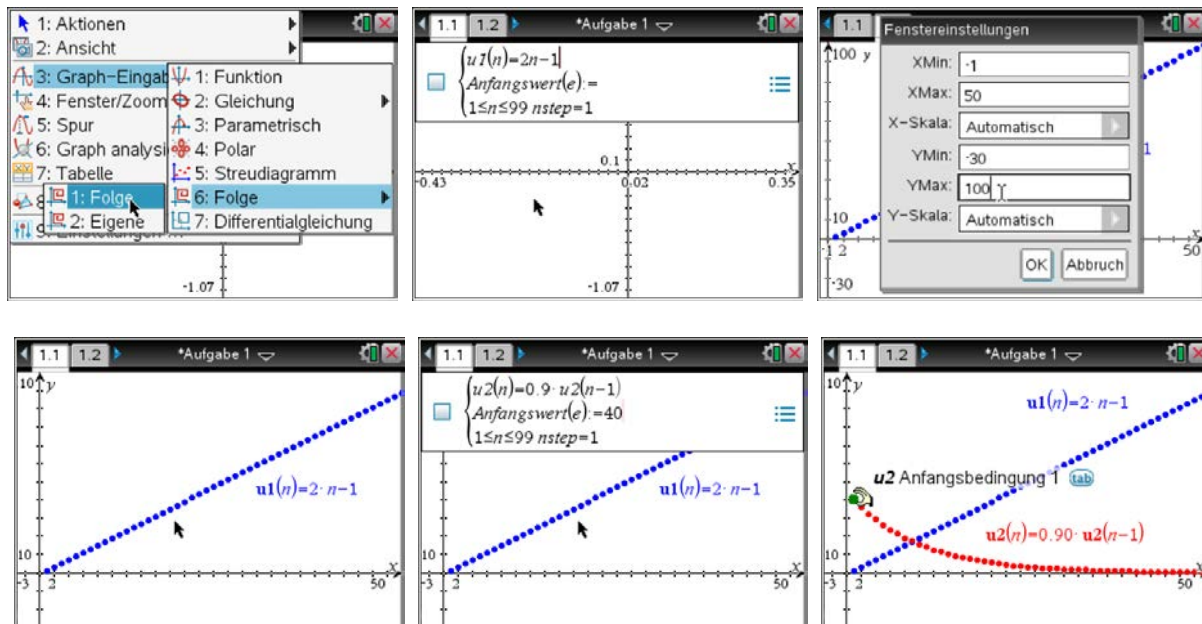 1: Aktionen
2: Ansicht
3: Graph-Eingab
4: Fenster/Zoom
5: Spur
6: Graph analysi
7: Tabelle
8
9: Einstellungen ...
1: Funktion
2: Gleichung
3: Parametrisch
4: Polar
5: Streudiagramm
6: Folge
7: Differentialgleichung
1: Folge
2: Eigene
-1.07
1.1 1.2 *Aufgabe 1
u1(n)=2n-1
Anfangswert(e):=
1≤n≤99 nstep=1
0.1 x
-0.43 0.02 0.35
-1.07
1.1
Fenstereinstellungen
XMin: -1
XMax: 50
X-Skala: Automatisch
YMin: -30
YMax: 100
Y-Skala: Automatisch
OK Abbruch
100 y
10
1 2
-30
1
x
50
1.1 1.2 *Aufgabe 1
10 y
u1(n)=2· n-1
10 x
-3 2 50
1.1 1.2 *Aufgabe 1
u2(n)=0.9· u2(n-1)
Anfangswert(e):=40
1≤n≤99 nstep=1
u1(n)=2· n-1
10 x
-3 2 50
1.1 1.2 *Aufgabe 1
10 y
u1(n)=2· n-1
u2 Anfangsbedingung 1 tab
u2(n)=0.90· u2(n-1)
10 x
-3 2 50